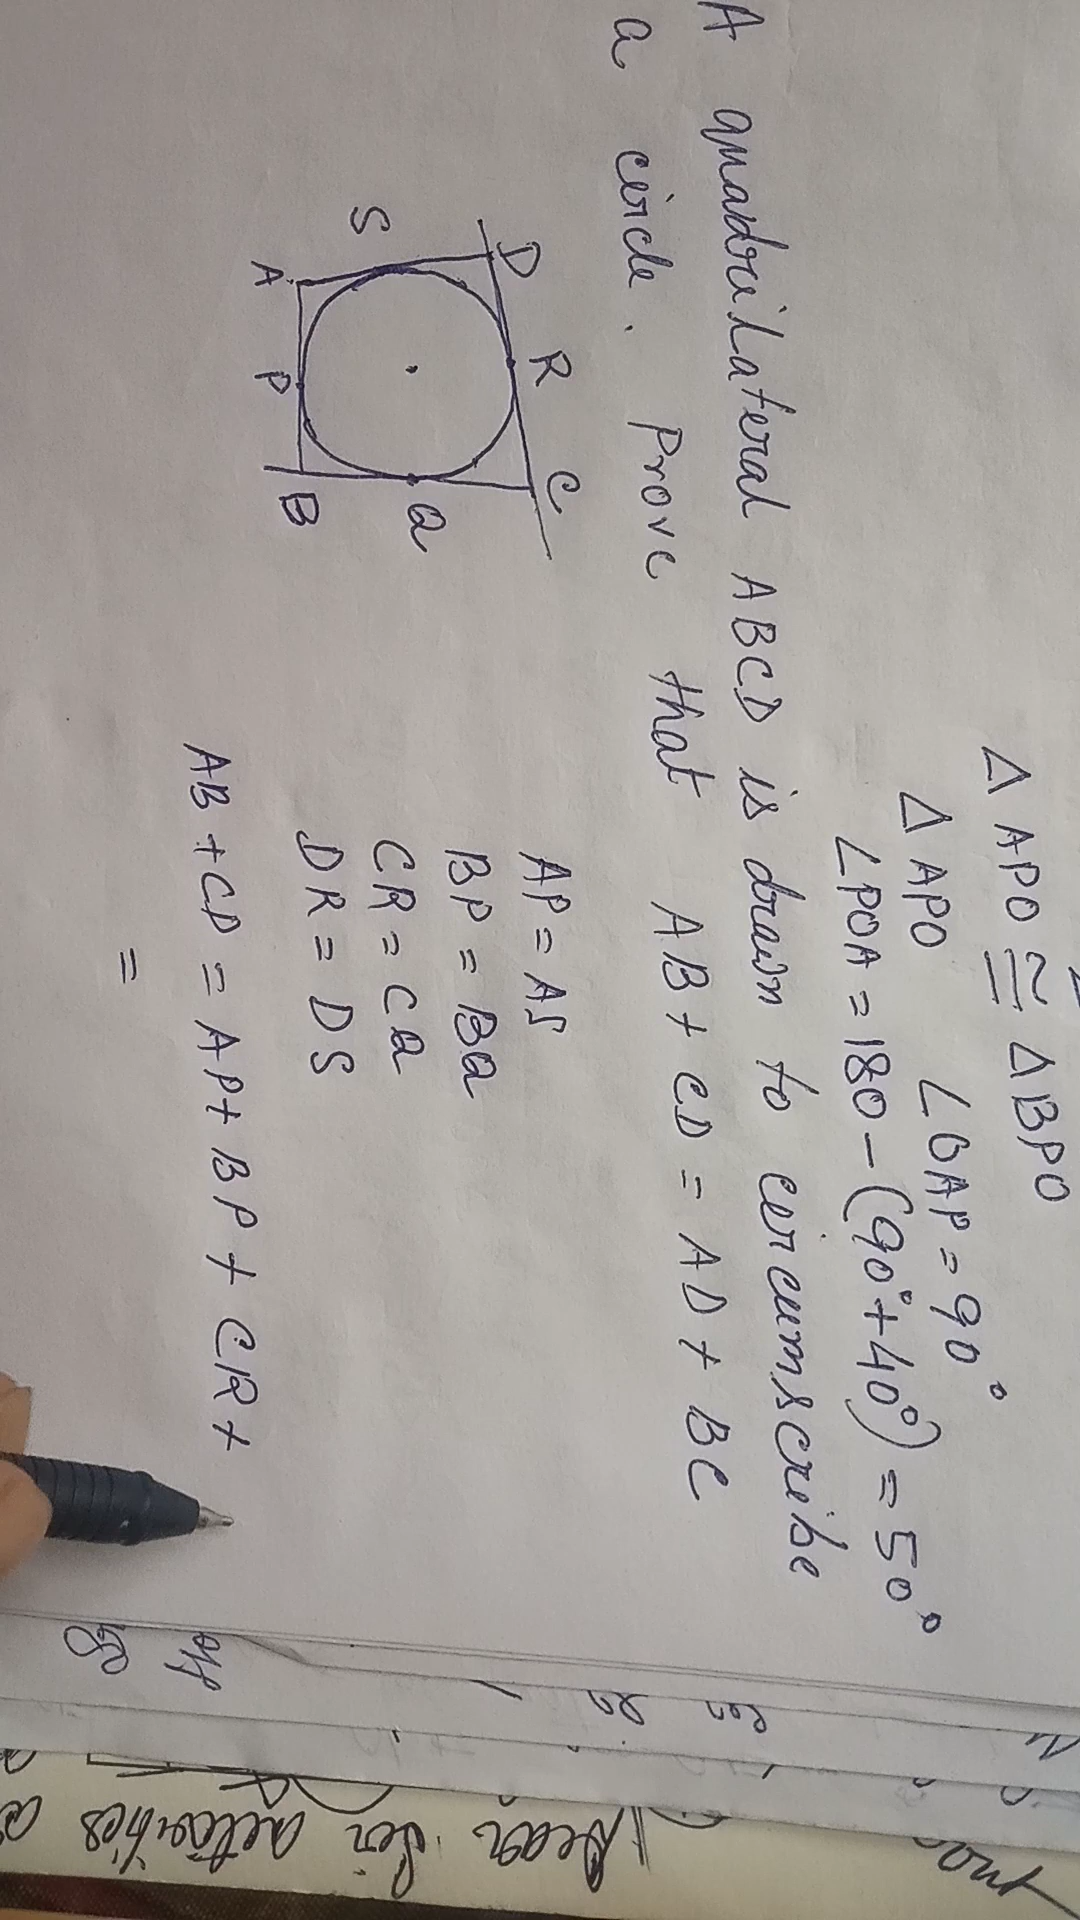 △ APO ≅ △ BPO
△ APO ∠OAP = 90°
∠POA = 180 - (90° + 40°) = 50°
A quadrilateral ABCD is drawn to circumscribe
a circle. Prove that AB + CD = AD + BC
D R C
S
A P B
Q
AP = AS
BP = BQ
CR = CQ
DR = DS
AB + CD = AP + BP + CR +
=